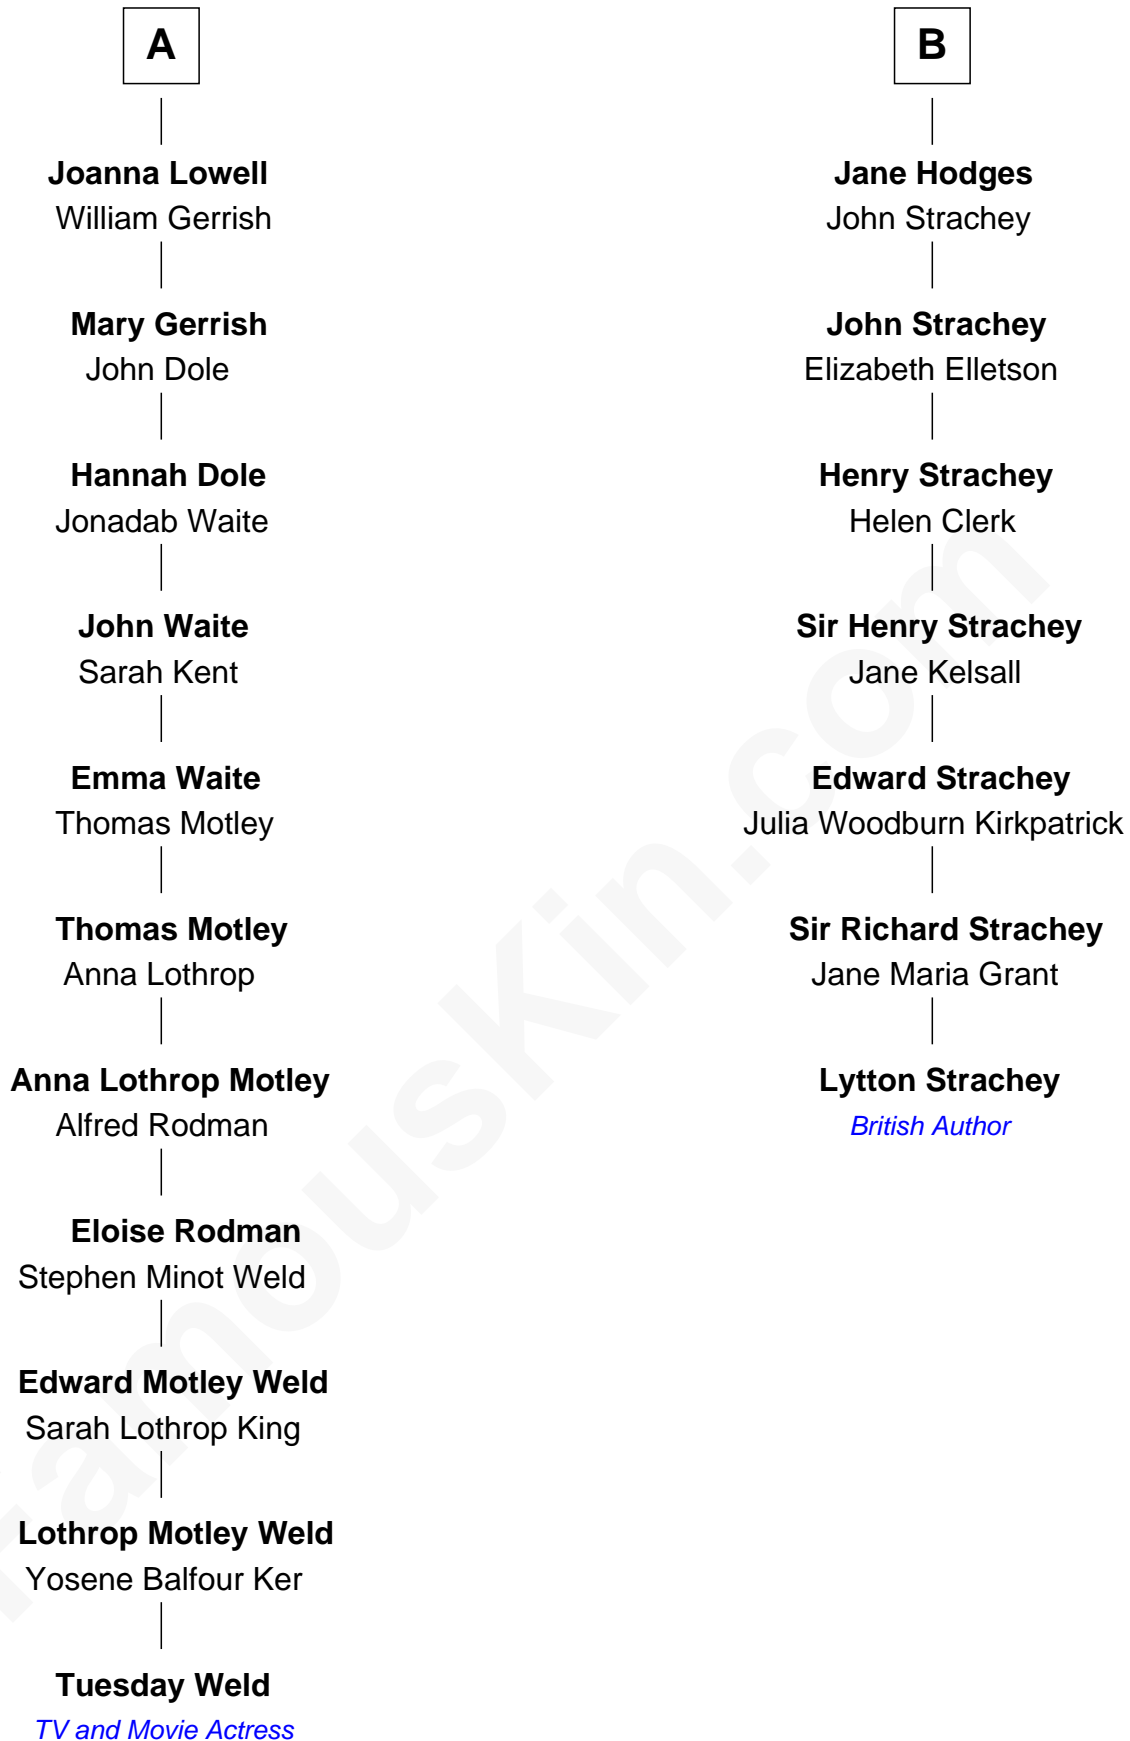 A
Joanna Lowell
William Gerrish
Mary Gerrish
John Dole
Hannah Dole
Jonadab Waite
John Waite
Sarah Kent
Emma Waite
Thomas Motley
Thomas Motley
Anna Lothrop
Anna Lothrop Motley
Alfred Rodman
Eloise Rodman
Stephen Minot Weld
Edward Motley Weld
Sarah Lothrop King
Lothrop Motley Weld
Yosene Balfour Ker
Tuesday Weld
TV and Movie Actress
B
Jane Hodges
John Strachey
John Strachey
Elizabeth Elletson
Henry Strachey
Helen Clerk
Sir Henry Strachey
Jane Kelsall
Edward Strachey
Julia Woodburn Kirkpatrick
Sir Richard Strachey
Jane Maria Grant
Lytton Strachey
British Author
FamousKin.com